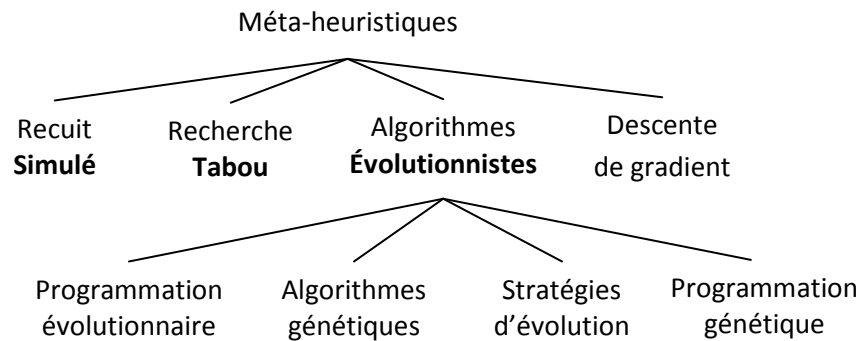 Méta-heuristiques
Recuit
Simulé
Recherche
Tabou
Algorithmes
Évolutionnistes
Descente
de gradient
Programmation
évolutionnaire
Algorithmes
génétiques
Stratégies
d'évolution
Programmation
génétique